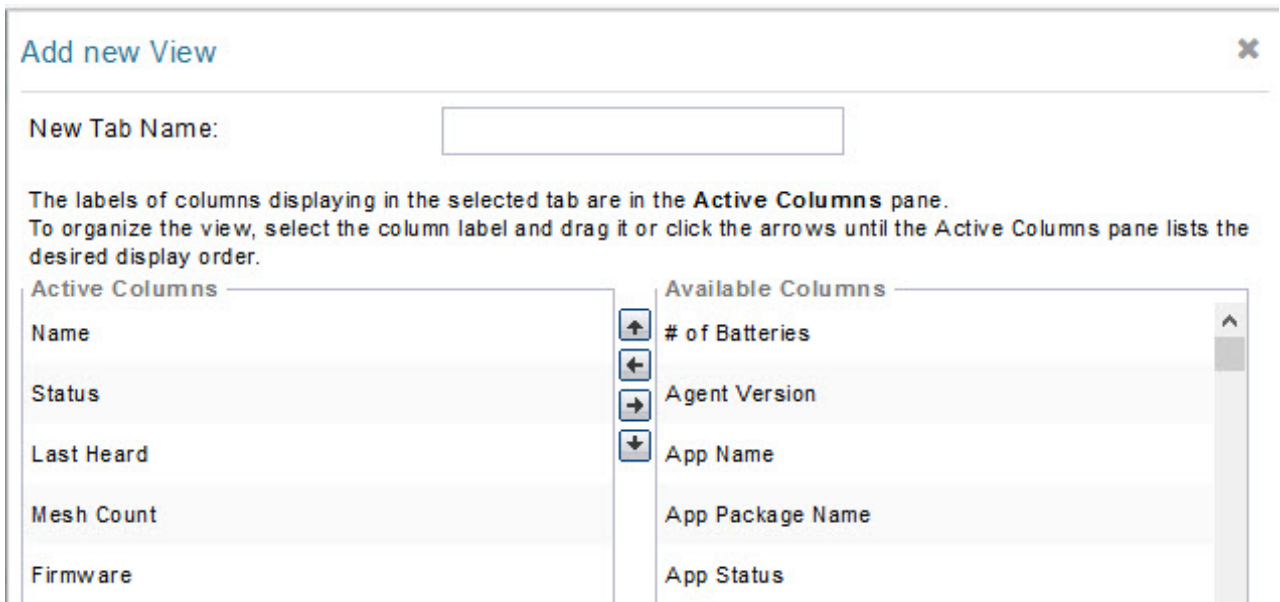 Add new View
New Tab Name:
The labels of columns displaying in the selected tab are in the Active Columns pane.
To organize the view, select the column label and drag it or click the arrows until the Active Columns pane lists the
desired display order.
Active Columns
Name
Status
Last Heard
Mesh Count
Firmware
Available Columns
# of Batteries
Agent Version
App Name
App Package Name
App Status